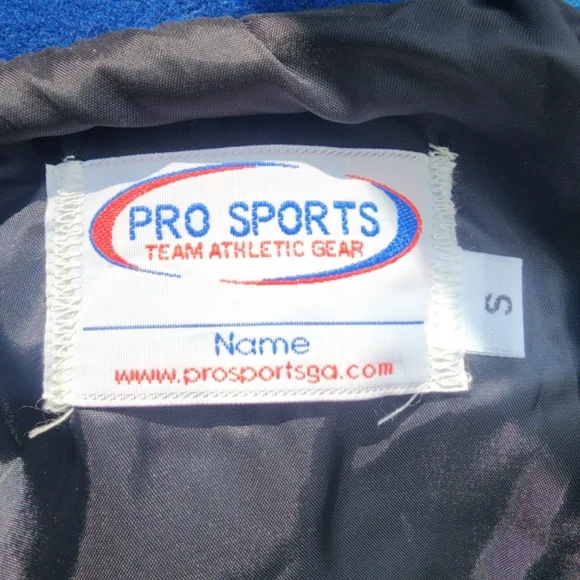 PRO SPORTS
TEAM ATHLETIC GEAR
Name
www.prosportsga.com
S